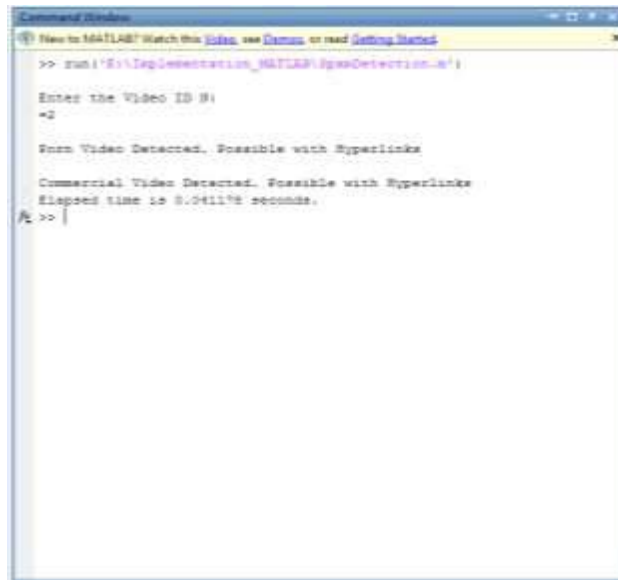 Command Window
New to MATLAB? Watch this Video, see Demos, or read Getting Started.
>> run('E:\Implementation_MATLAB\SpamDetection.m')
Enter the Video ID N:
=2
Porn Video Detected. Possible with Hyperlinks
Commercial Video Detected. Possible with Hyperlinks
Elapsed time is 0.041178 seconds.
fx >>